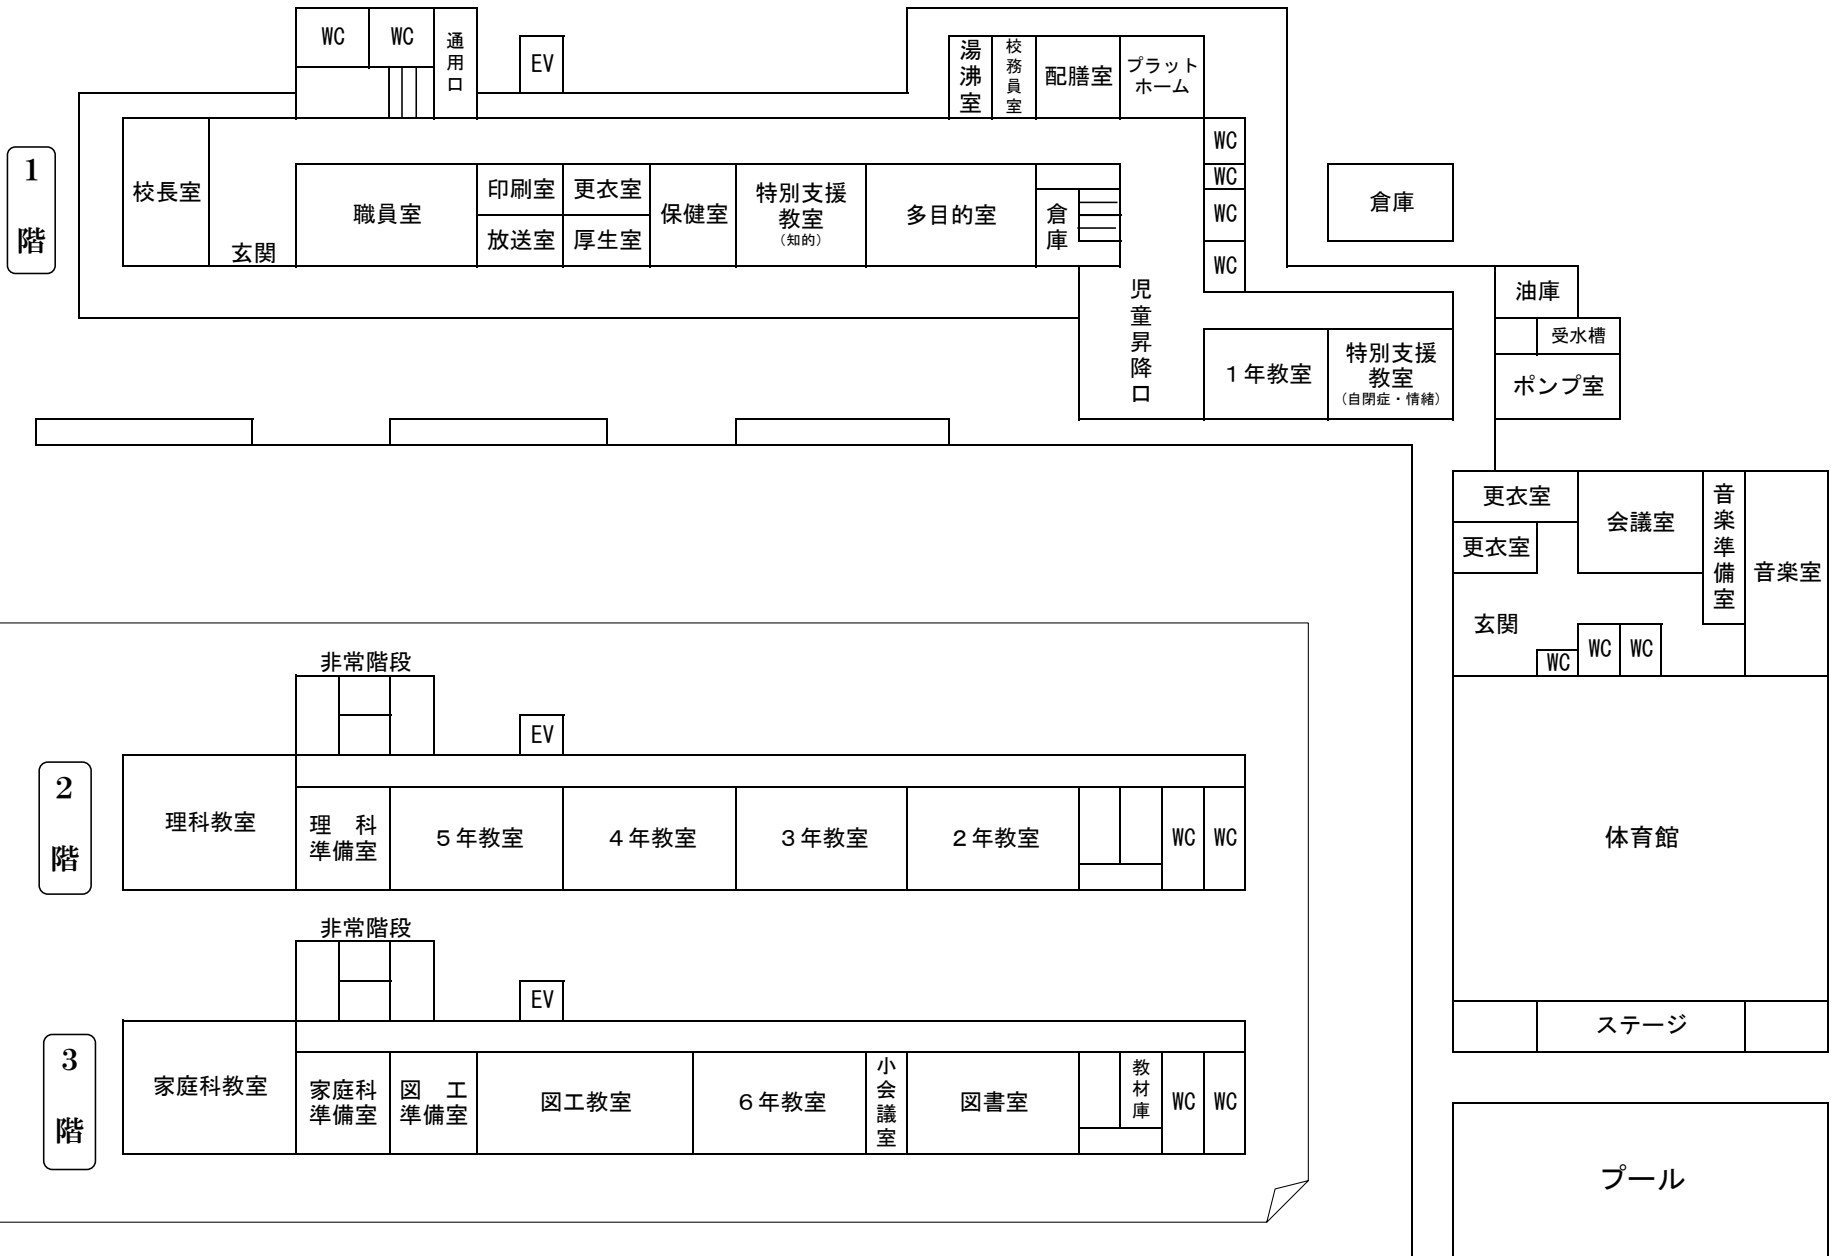 1階
WC
WC
通用口
EV
湯沸室
校務員室
配膳室
プラット
ホーム
校長室
玄関
職員室
印刷室
更衣室
放送室
厚生室
保健室
特別支援
教室
(知的)
多目的室
倉庫
WC
WC
WC
WC
倉庫
児童昇降口
1年教室
特別支援
教室
(自閉症・情緒)
油庫
受水槽
ポンプ室
更衣室
更衣室
会議室
音楽準備室
音楽室
玄関
WC
WC
WC
体育館
ステージ
プール
2階
非常階段
EV
理科教室
理 科
準備室
5年教室
4年教室
3年教室
2年教室
WC
WC
3階
非常階段
EV
家庭科教室
家庭科
準備室
図 工
準備室
図工教室
6年教室
小会議室
図書室
教材庫
WC
WC